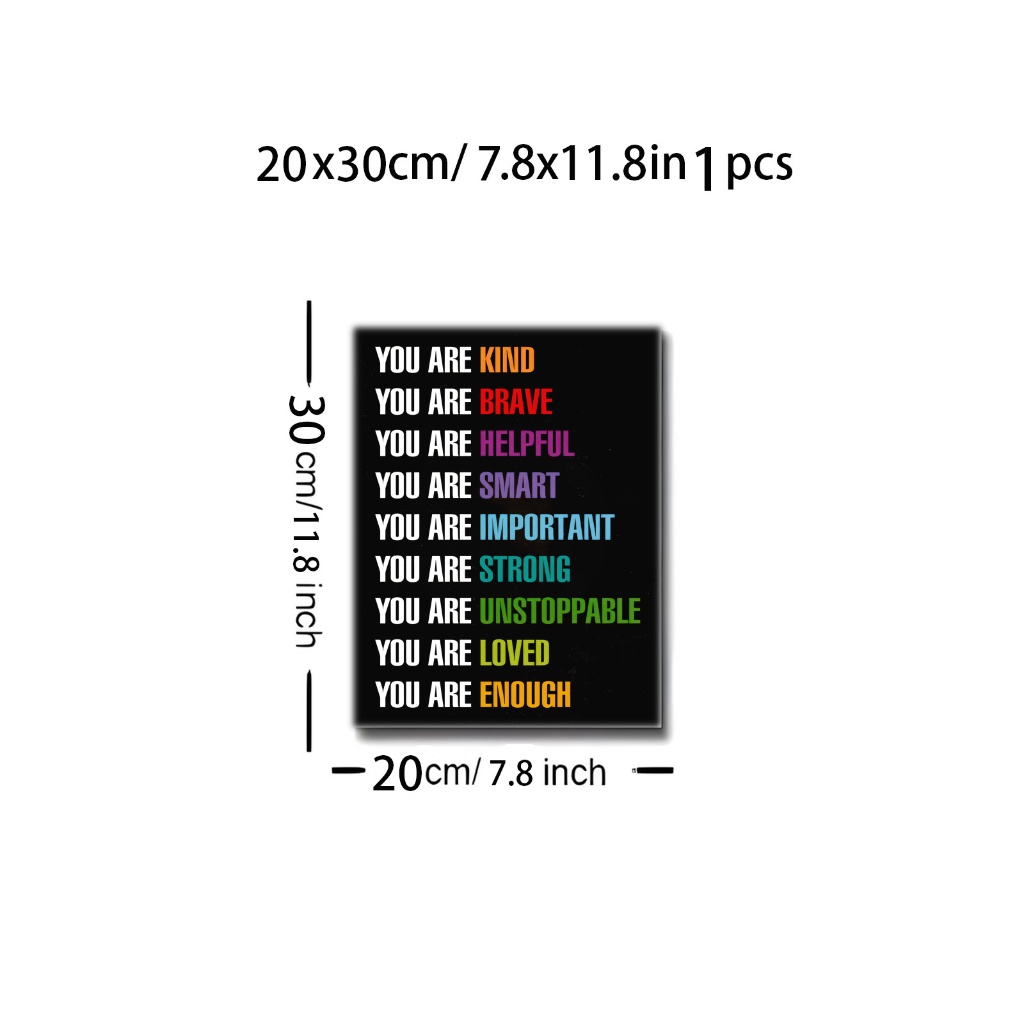 20x30cm/ 7.8x11.8in 1 pcs
YOU ARE KIND
YOU ARE BRAVE
YOU ARE HELPFUL
YOU ARE SMART
YOU ARE IMPORTANT
YOU ARE STRONG
YOU ARE UNSTOPPABLE
YOU ARE LOVED
YOU ARE ENOUGH
30cm/11.8 inch
20cm/ 7.8 inch